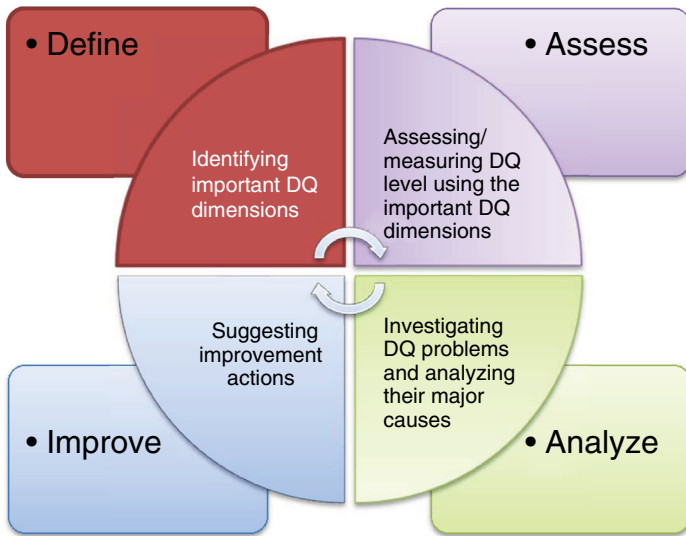 • Define
Identifying
important DQ
dimensions
• Assess
Assessing/
measuring DQ
level using the
important DQ
dimensions
Suggesting
improvement
actions
• Improve
Investigating
DQ problems
and analyzing
their major
causes
• Analyze